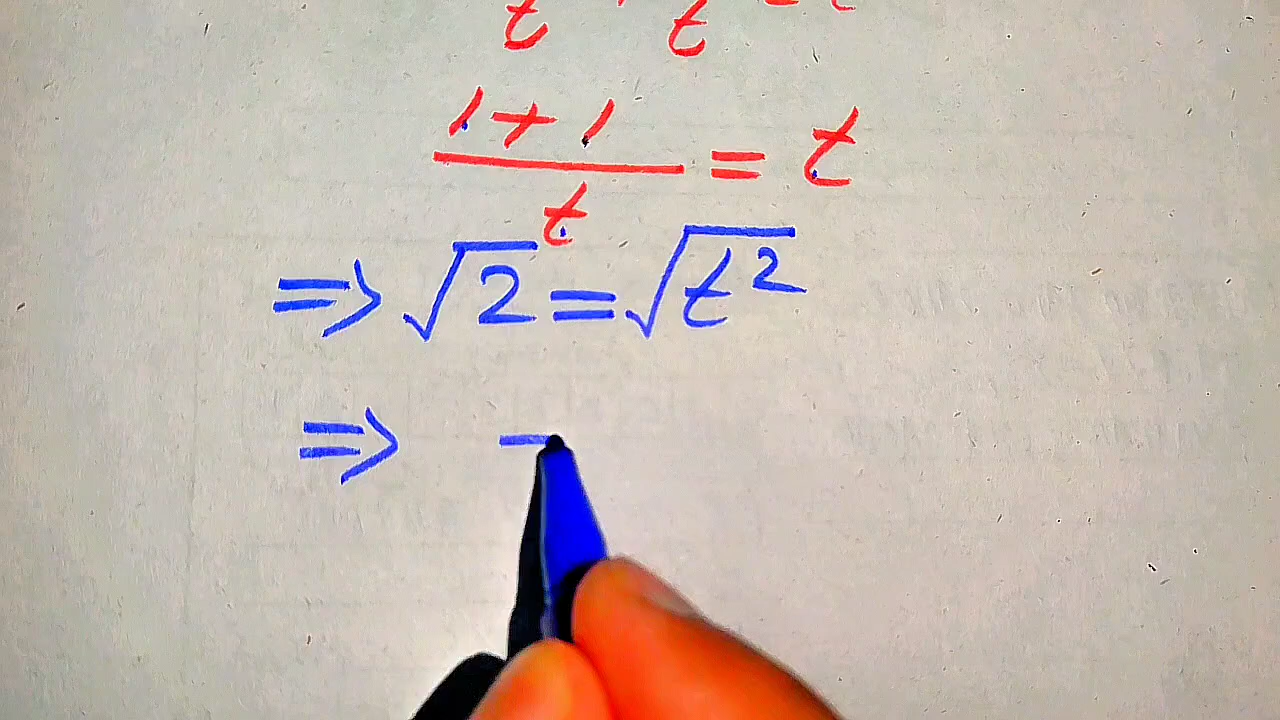 t + t = t
1 + 1 / t = t
⇒ √2 = √t²
⇒ –